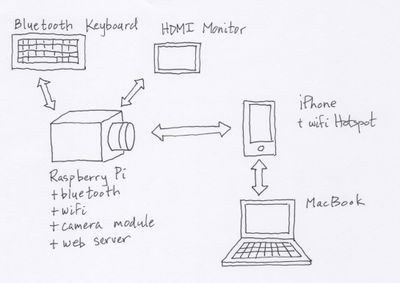 Bluetooth Keyboard
HDMI Monitor
iPhone
+ wifi Hotspot
Raspberry Pi
+ bluetooth
+ wifi
+ camera module
+ web server
MacBook